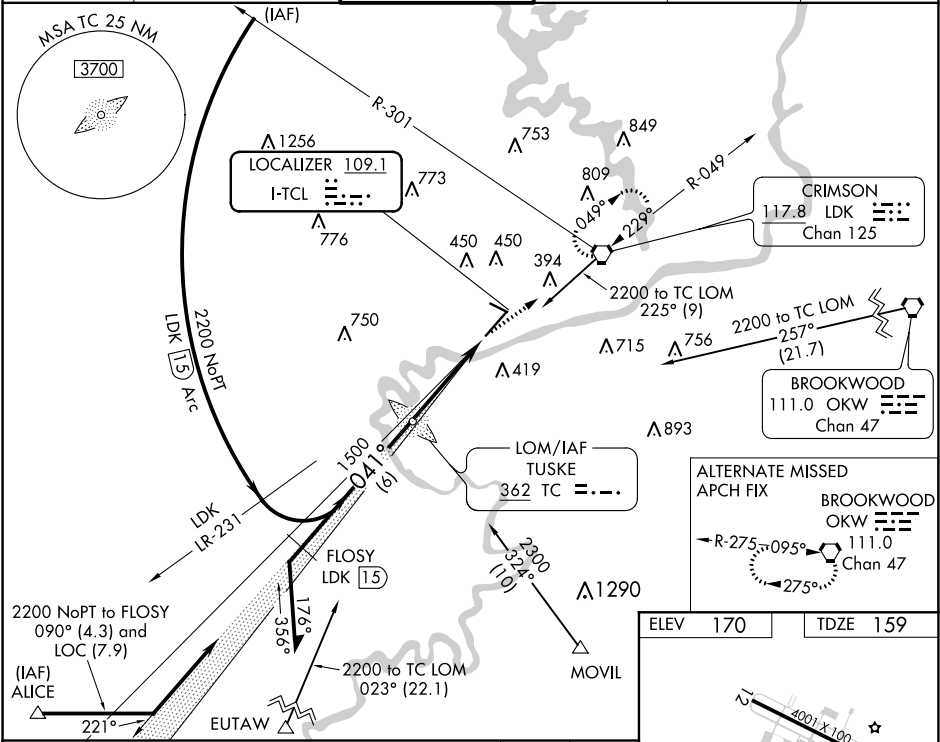 MSA TC 25 NM
3700
(IAF)
R-301
1256
753
849
LOCALIZER 109.1
I-TCL
773
776
809
R-049
049°
229°
CRIMSON
117.8 LDK
Chan 125
450
450
394
2200 to TC LOM
225° (9)
2200 to TC LOM
257°
(21.7)
2200 NoPT
LDK 15 Arc
750
419
715
756
BROOKWOOD
111.0 OKW
Chan 47
893
1500
041°
(6)
LOM/IAF
TUSKE
362 TC
ALTERNATE MISSED
APCH FIX
BROOKWOOD
OKW
111.0
Chan 47
R-275
095°
275°
LDK
LR-231
FLOSY
LDK 15
2300
324°
(10)
1290
MOVIL
2200 NoPT to FLOSY
090° (4.3) and
LOC (7.9)
(IAF)
ALICE
221°
356°
176°
2200 to TC LOM
023° (22.1)
EUTAW
ELEV 170
TDZE 159
12
4001 X 100